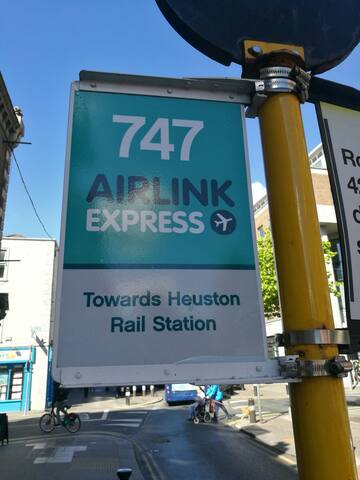 747
AIRLINK
EXPRESS
Towards Heuston
Rail Station